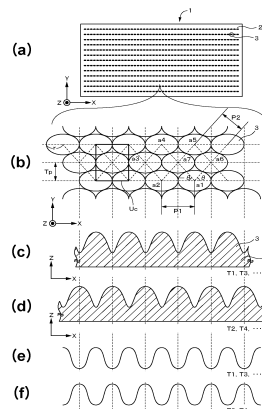 1
2
3
(a)
Y
Z X
P2
3
(b)
a4 a5
a3 a7 a6
Y
Tp
a2 a1
Uc
P1
Z X
(c)
3
Z
X
T1, T3, ···
(d)
Z
X
T2, T4, ···
(e)
T1, T3, ···
(f)